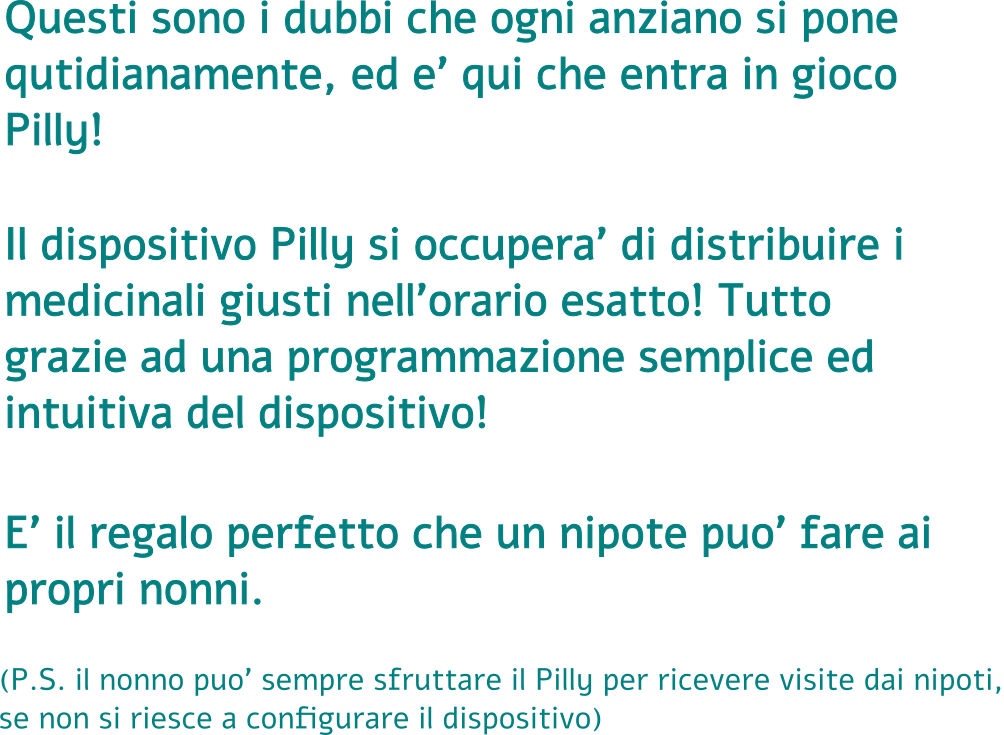 Questi sono i dubbi che ogni anziano si pone
qutidianamente, ed e’ qui che entra in gioco
Pilly!
Il dispositivo Pilly si occupera’ di distribuire i
medicinali giusti nell’orario esatto! Tutto
grazie ad una programmazione semplice ed
intuitiva del dispositivo!
E’ il regalo perfetto che un nipote puo’ fare ai
propri nonni.
(P.S. il nonno puo’ sempre sfruttare il Pilly per ricevere visite dai nipoti,
se non si riesce a configurare il dispositivo)